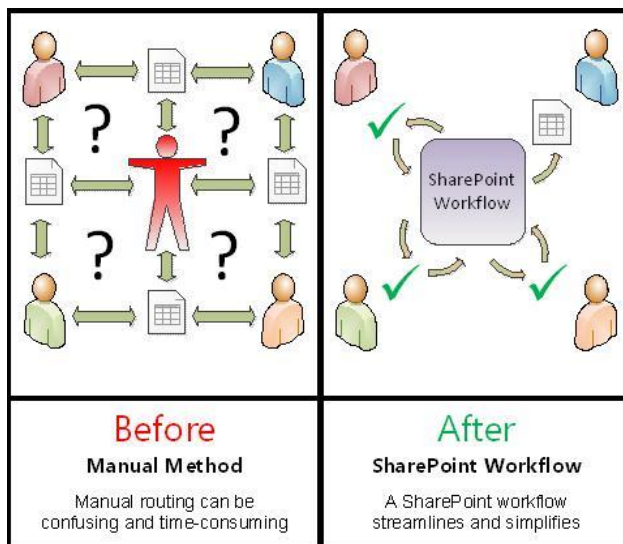 ?
?
?
?
SharePoint
Workflow
Before
Manual Method
Manual routing can be
confusing and time-consuming
After
SharePoint Workflow
A SharePoint workflow
streamlines and simplifies